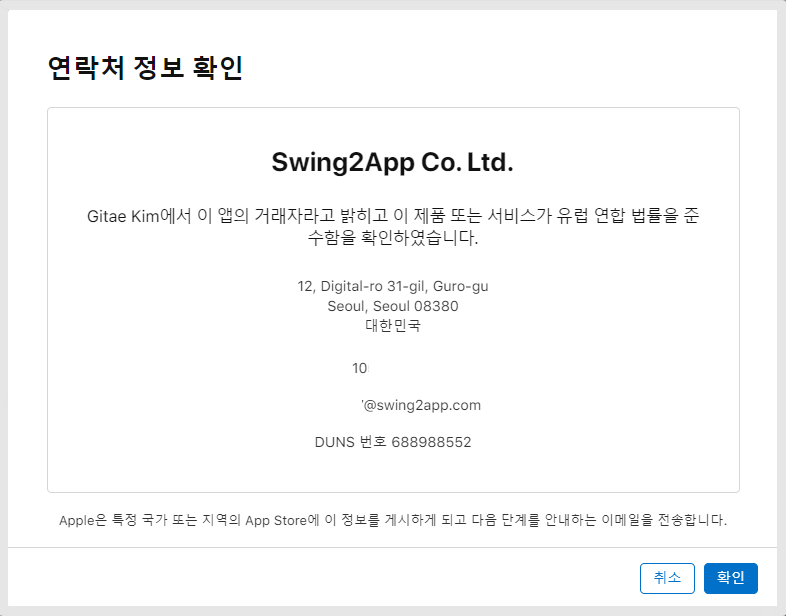 연락처 정보 확인
Swing2App Co. Ltd.
Gitae Kim에서 이 앱의 거래자라고 밝히고 이 제품 또는 서비스가 유럽 연합 법률을 준
수함을 확인하였습니다.
12, Digital-ro 31-gil, Guro-gu
Seoul, Seoul 08380
대한민국
10
@swing2app.com
DUNS 번호 688988552
Apple은 특정 국가 또는 지역의 App Store에 이 정보를 게시하게 되고 다음 단계를 안내하는 이메일을 전송합니다.
취소
확인